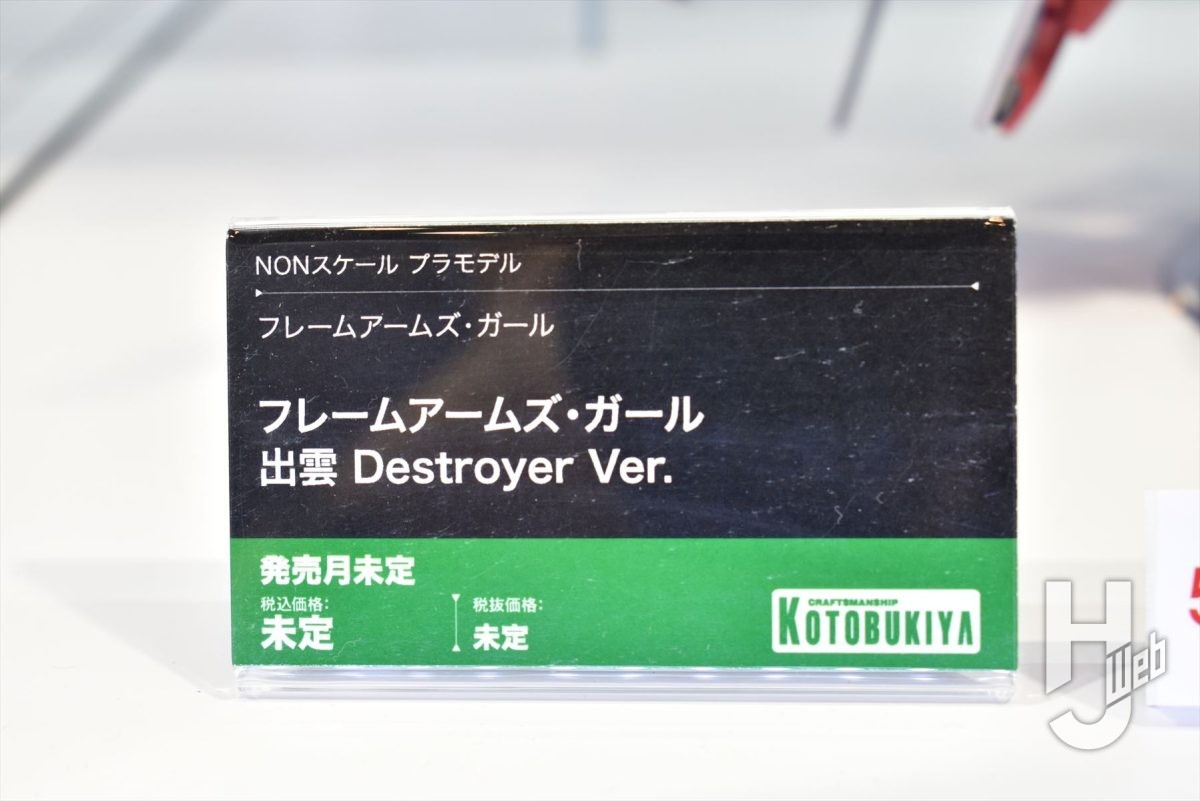 NONスケール プラモデル
フレームアームズ・ガール
フレームアームズ・ガール
出雲 Destroyer Ver.
発売月未定
税込価格:
未定
税抜価格:
未定
CRAFTSMANSHIP
KOTOBUKIYA
HJ Web